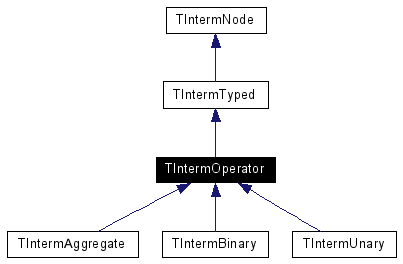 TIntermNode
TIntermTyped
TIntermOperator
TIntermAggregate
TIntermBinary
TIntermUnary